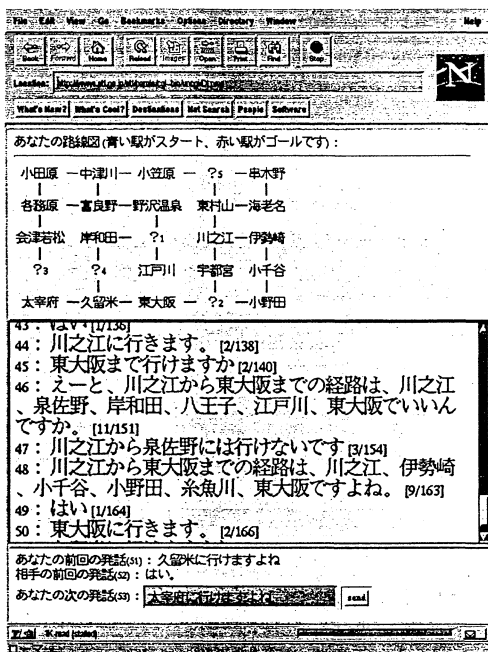 File Edit View Go Bookmarks Options Directory Window Help
Back Forward Home Reload Images Open Print Find Stop
Location:
N
What's New? What's Cool? Destinations Net Search People Software
あなたの路線図(青い駅がスタート、赤い駅がゴールです):
小田原 ー中津川ー 小笠原 ー ?5 ー串木野
各務原 ー富良野ー野沢温泉 東村山ー海老名
会津若松 岸和田ー ?1 川之江ー伊勢崎
?3 ?4 江戸川 宇都宮 小千谷
太宰府 ー久留米ー 東大阪 ー ?2 ー小野田
43: はい [1/136]
44: 川之江に行きます。 [2/138]
45: 東大阪まで行けますか [2/140]
46: えーと、川之江から東大阪までの経路は、川之江
、泉佐野、岸和田、八王子、江戸川、東大阪でいいん
ですか。 [11/151]
47: 川之江から泉佐野には行けないです [3/154]
48: 川之江から東大阪までの経路は、川之江、伊勢崎
、小千谷、小野田、糸魚川、東大阪ですよね。 [9/163]
49: はい [1/164]
50: 東大阪に行きます。 [2/166]
あなたの前回の発話(51): 久留米に行けますよね
相手の前回の発話(52): はい。
あなたの次の発話(53): 太宰府に行けますよね send